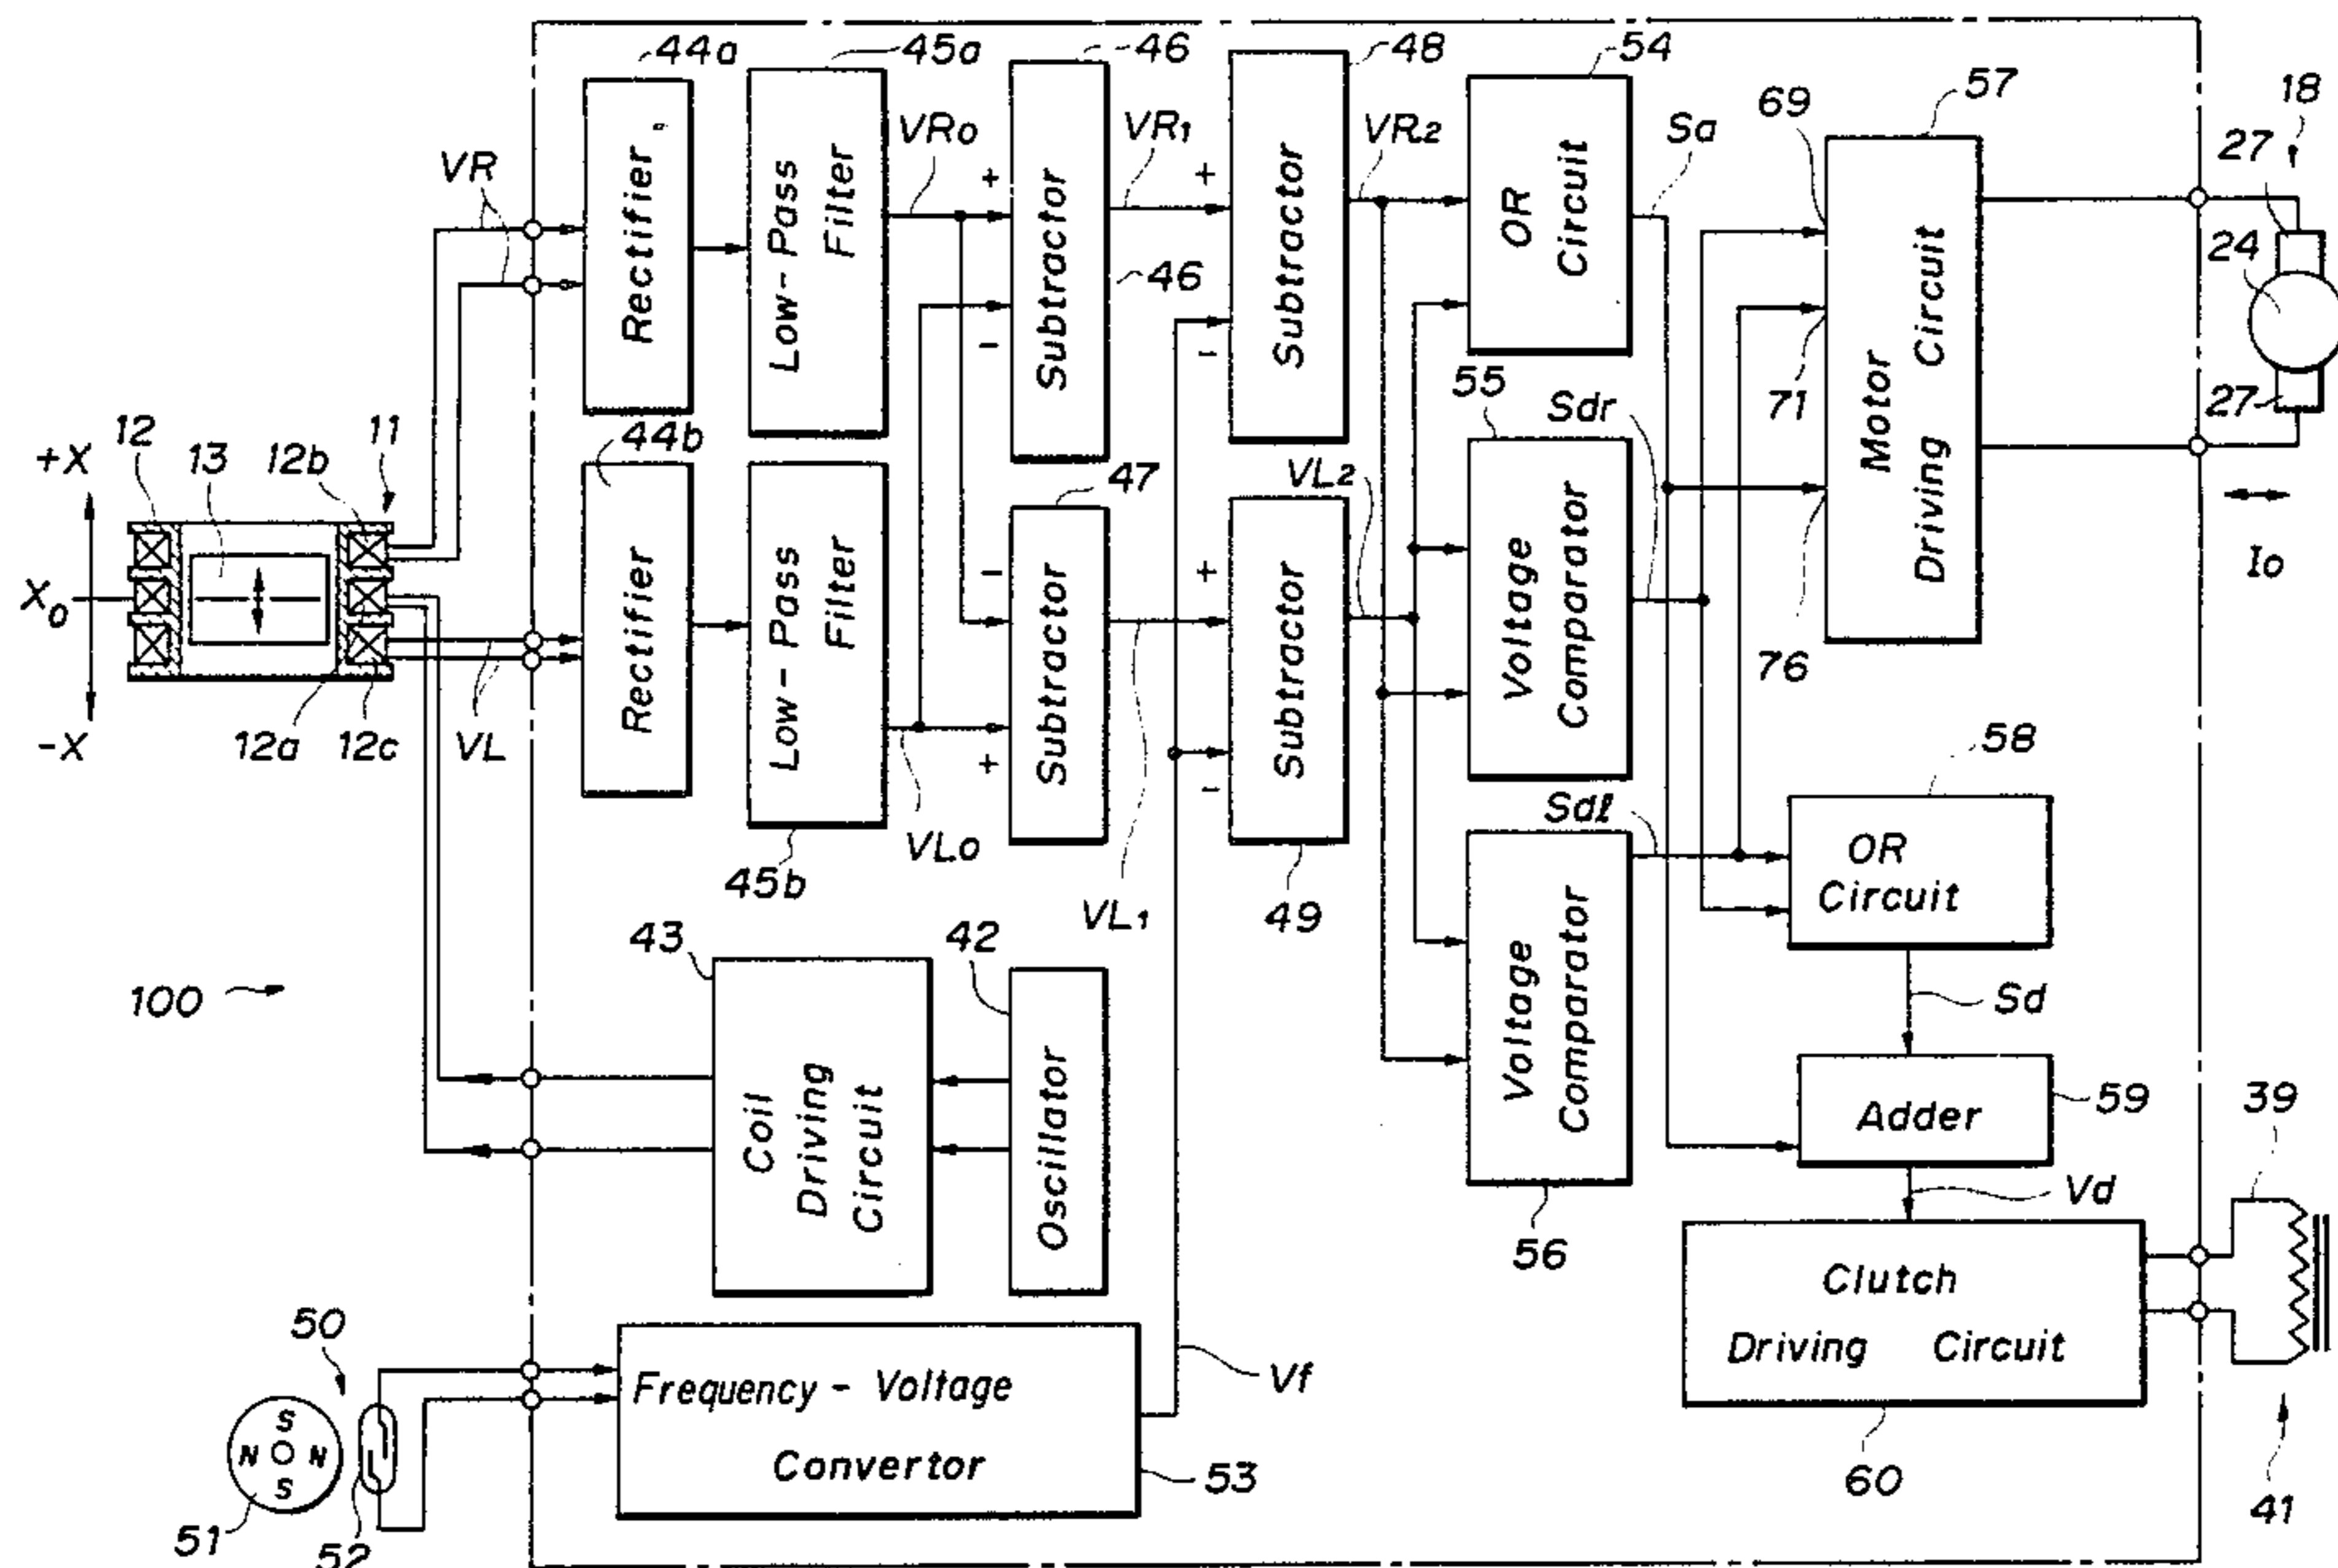 44a
45a
46
48
54
57
18
VR
Rectifier
Low-Pass
Filter
VRo
+
-
Subtractor
46
VR1
+
-
Subtractor
VR2
OR
Circuit
Sa
69
71
76
Motor
Driving
Circuit
27
24
27
Io
+X
Xo
-X
12
13
12b
11
12a
12c
VL
44b
Rectifier
Low-Pass
Filter
45b
VLo
47
-
+
Subtractor
VL1
+
-
Subtractor
49
VL2
55
Voltage
Comparator
Sdr
Sdl
Voltage
Comparator
56
58
OR
Circuit
Sd
Adder
59
Vd
39
Clutch
Driving Circuit
60
41
100
43
Coil
Driving
Circuit
42
Oscillator
50
S
N
N
S
51
52
Frequency - Voltage
Convertor
53
Vf